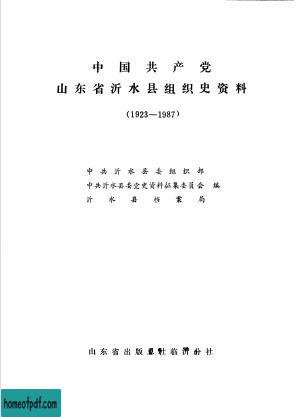 中国共产党
山东省沂水县组织史资料
(1923—1987)
中共沂水县委组织部
中共沂水县委党史资料征集委员会 编
沂水县档案局
山东省出版总社临沂分社
homeofpdf.com